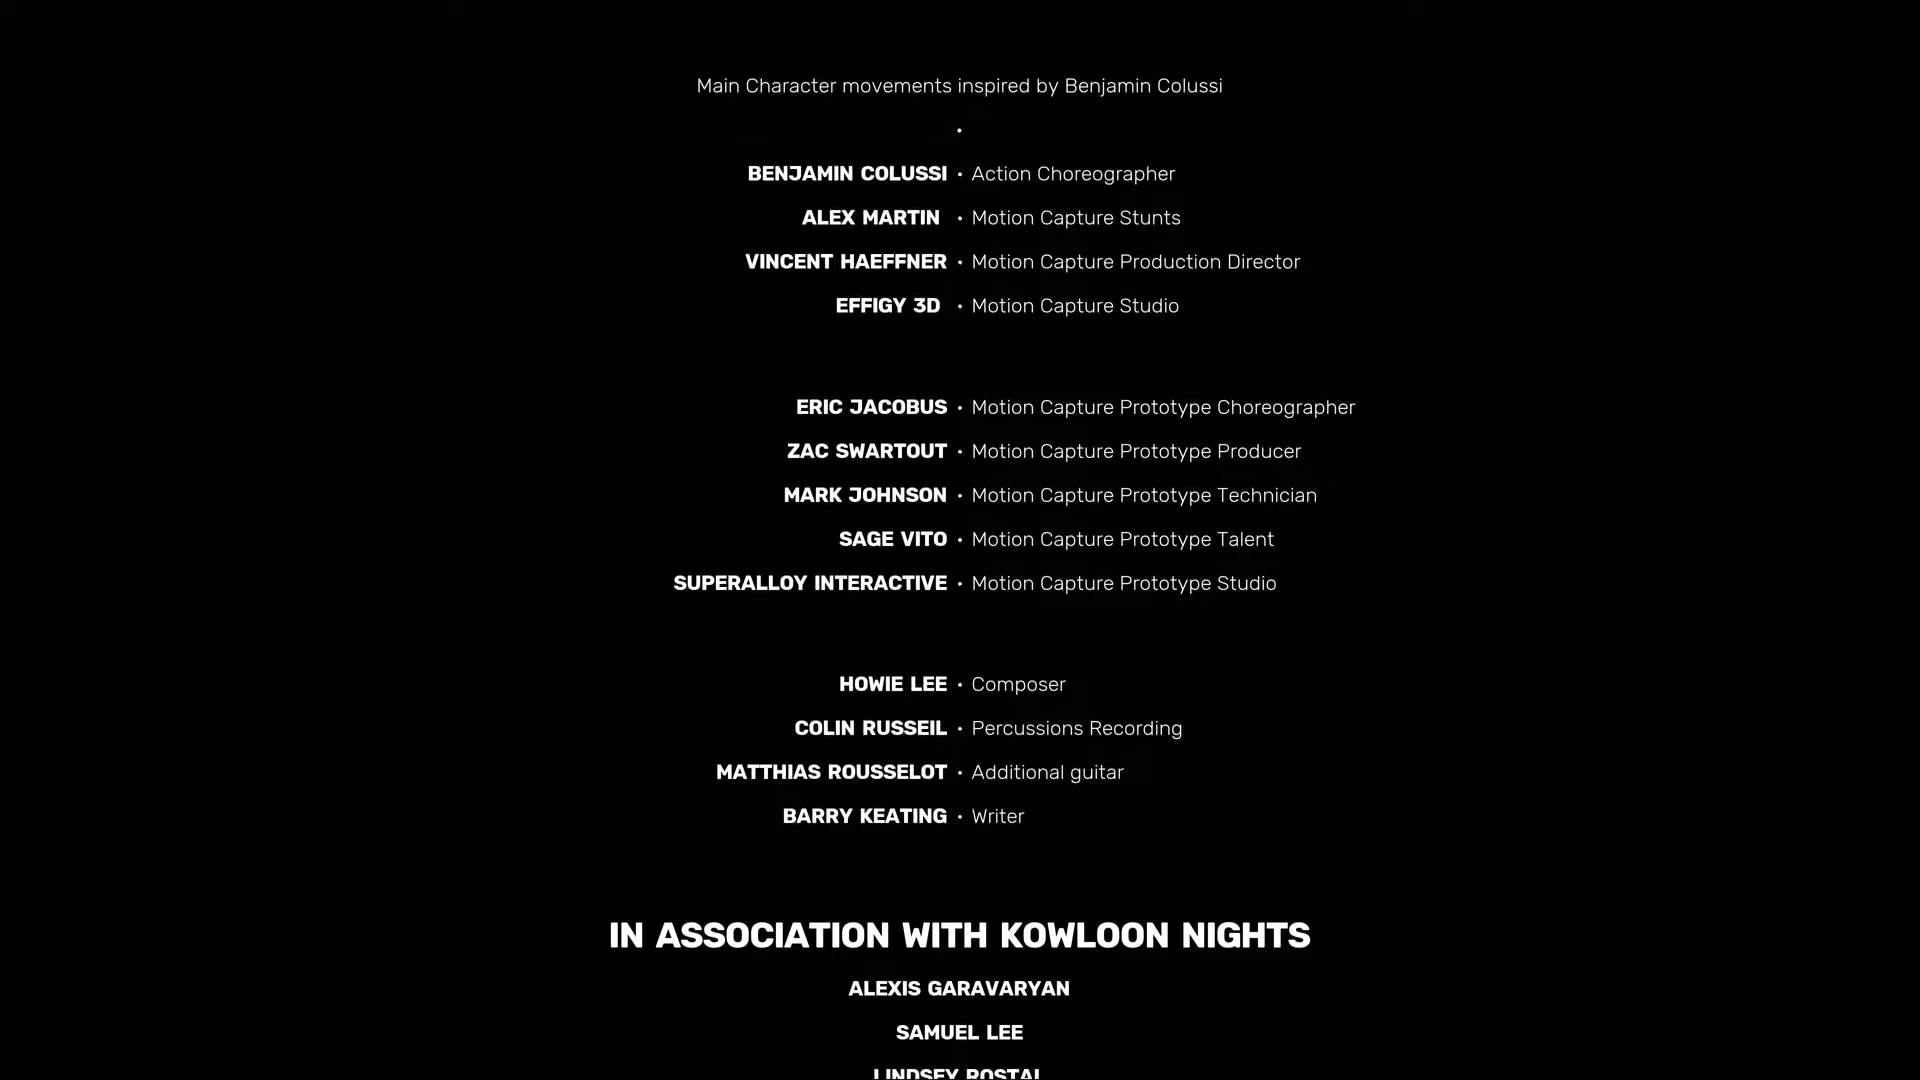 Main Character movements inspired by Benjamin Colussi
•
BENJAMIN COLUSSI • Action Choreographer
ALEX MARTIN • Motion Capture Stunts
VINCENT HAEFFNER • Motion Capture Production Director
EFFIGY 3D • Motion Capture Studio
ERIC JACOBUS • Motion Capture Prototype Choreographer
ZAC SWARTOUT • Motion Capture Prototype Producer
MARK JOHNSON • Motion Capture Prototype Technician
SAGE VITO • Motion Capture Prototype Talent
SUPERALLOY INTERACTIVE • Motion Capture Prototype Studio
HOWIE LEE • Composer
COLIN RUSSEIL • Percussions Recording
MATTHIAS ROUSSELOT • Additional guitar
BARRY KEATING • Writer
IN ASSOCIATION WITH KOWLOON NIGHTS
ALEXIS GARAVARYAN
SAMUEL LEE
LINDSEY ROSTAL